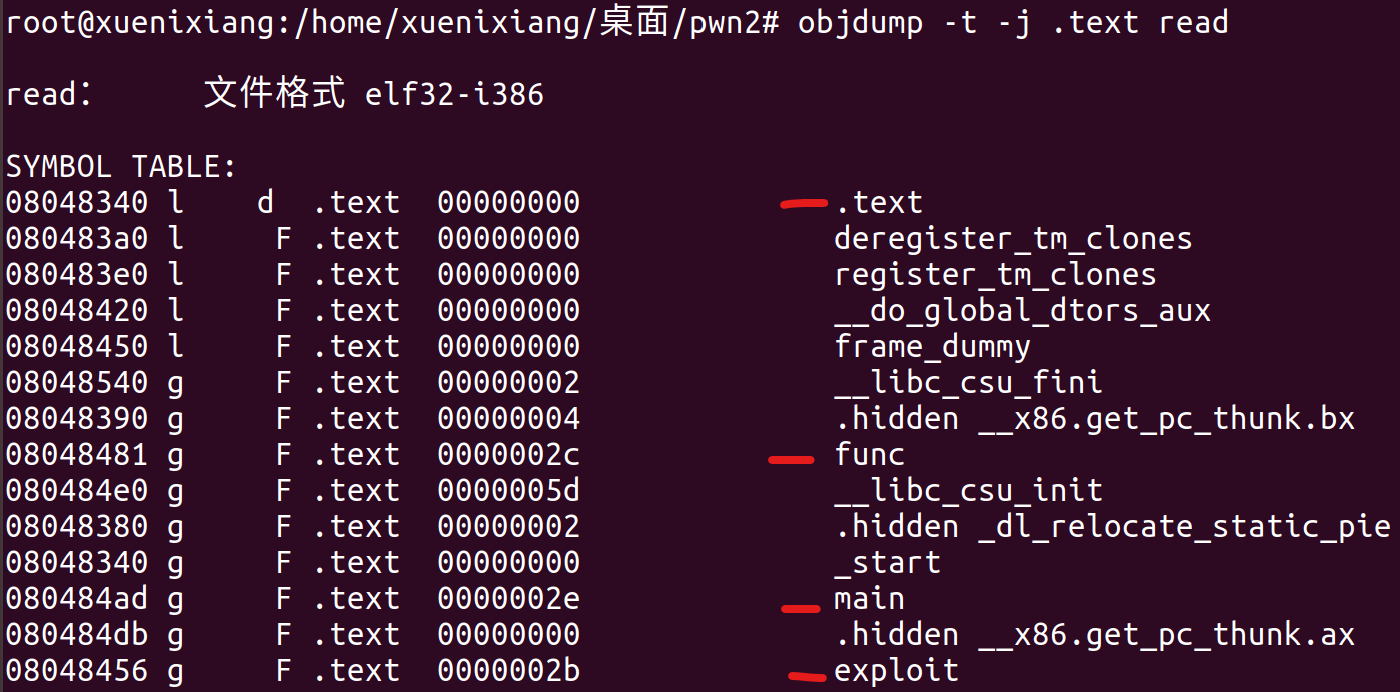 root@xuenixiang:/home/xuenixiang/桌面/pwn2# objdump -t -j .text read
read：     文件格式 elf32-i386
SYMBOL TABLE:
08048340 l    d  .text  00000000              .text
080483a0 l     F .text  00000000              deregister_tm_clones
080483e0 l     F .text  00000000              register_tm_clones
08048420 l     F .text  00000000              __do_global_dtors_aux
08048450 l     F .text  00000000              frame_dummy
08048540 g     F .text  00000002              __libc_csu_fini
08048390 g     F .text  00000004              .hidden __x86.get_pc_thunk.bx
08048481 g     F .text  0000002c              func
080484e0 g     F .text  0000005d              __libc_csu_init
08048380 g     F .text  00000002              .hidden _dl_relocate_static_pie
08048340 g     F .text  00000000              _start
080484ad g     F .text  0000002e              main
080484db g     F .text  00000000              .hidden __x86.get_pc_thunk.ax
08048456 g     F .text  0000002b              exploit